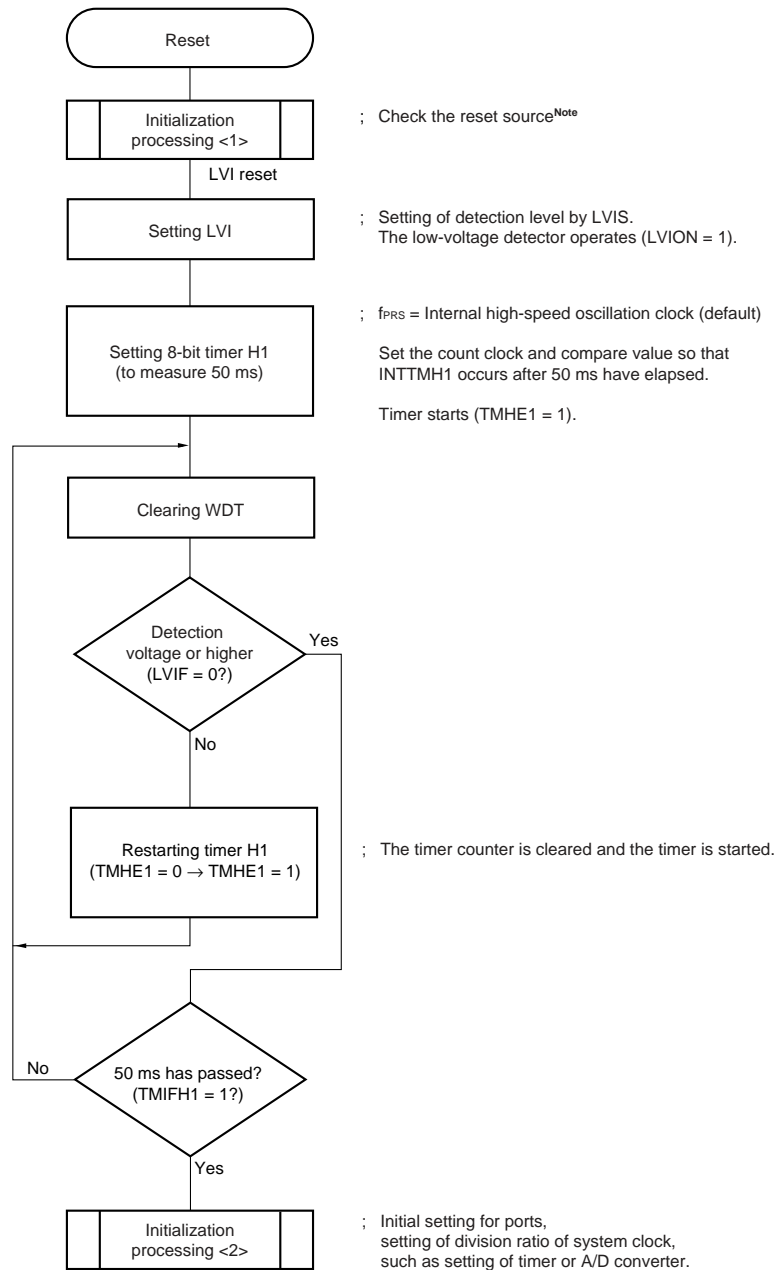 Reset
Initialization
processing <1>
; Check the reset sourceNote
LVI reset
Setting LVI
; Setting of detection level by LVIS.
The low-voltage detector operates (LVION = 1).
Setting 8-bit timer H1
(to measure 50 ms)
; fPRS = Internal high-speed oscillation clock (default)
Set the count clock and compare value so that
INTTMH1 occurs after 50 ms have elapsed.
Timer starts (TMHE1 = 1).
Clearing WDT
Detection
voltage or higher
(LVIF = 0?)
Yes
No
Restarting timer H1
(TMHE1 = 0 → TMHE1 = 1)
; The timer counter is cleared and the timer is started.
No
50 ms has passed?
(TMIFH1 = 1?)
Yes
Initialization
processing <2>
; Initial setting for ports,
setting of division ratio of system clock,
such as setting of timer or A/D converter.